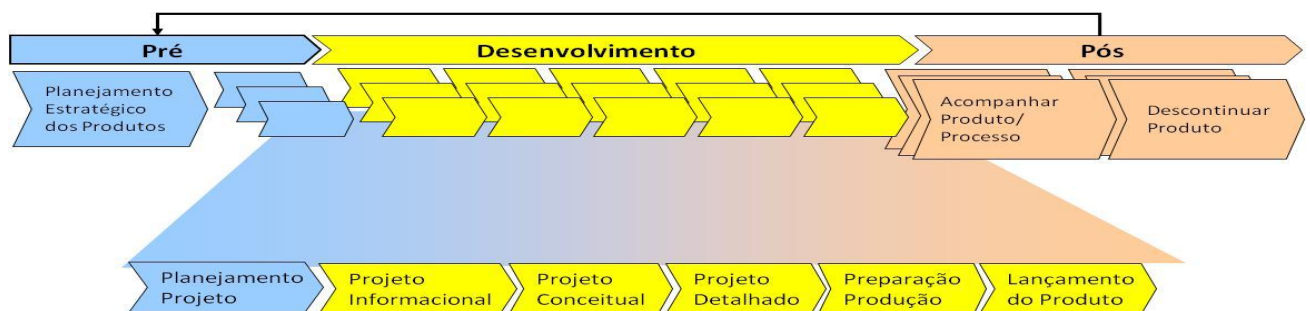 Pré
Desenvolvimento
Pós
Planejamento
Estratégico
dos Produtos
Acompanhar
Produto/
Processo
Descontinuar
Produto
Planejamento
Projeto
Projeto
Informacional
Projeto
Conceitual
Projeto
Detalhado
Preparação
Produção
Lançamento
do Produto